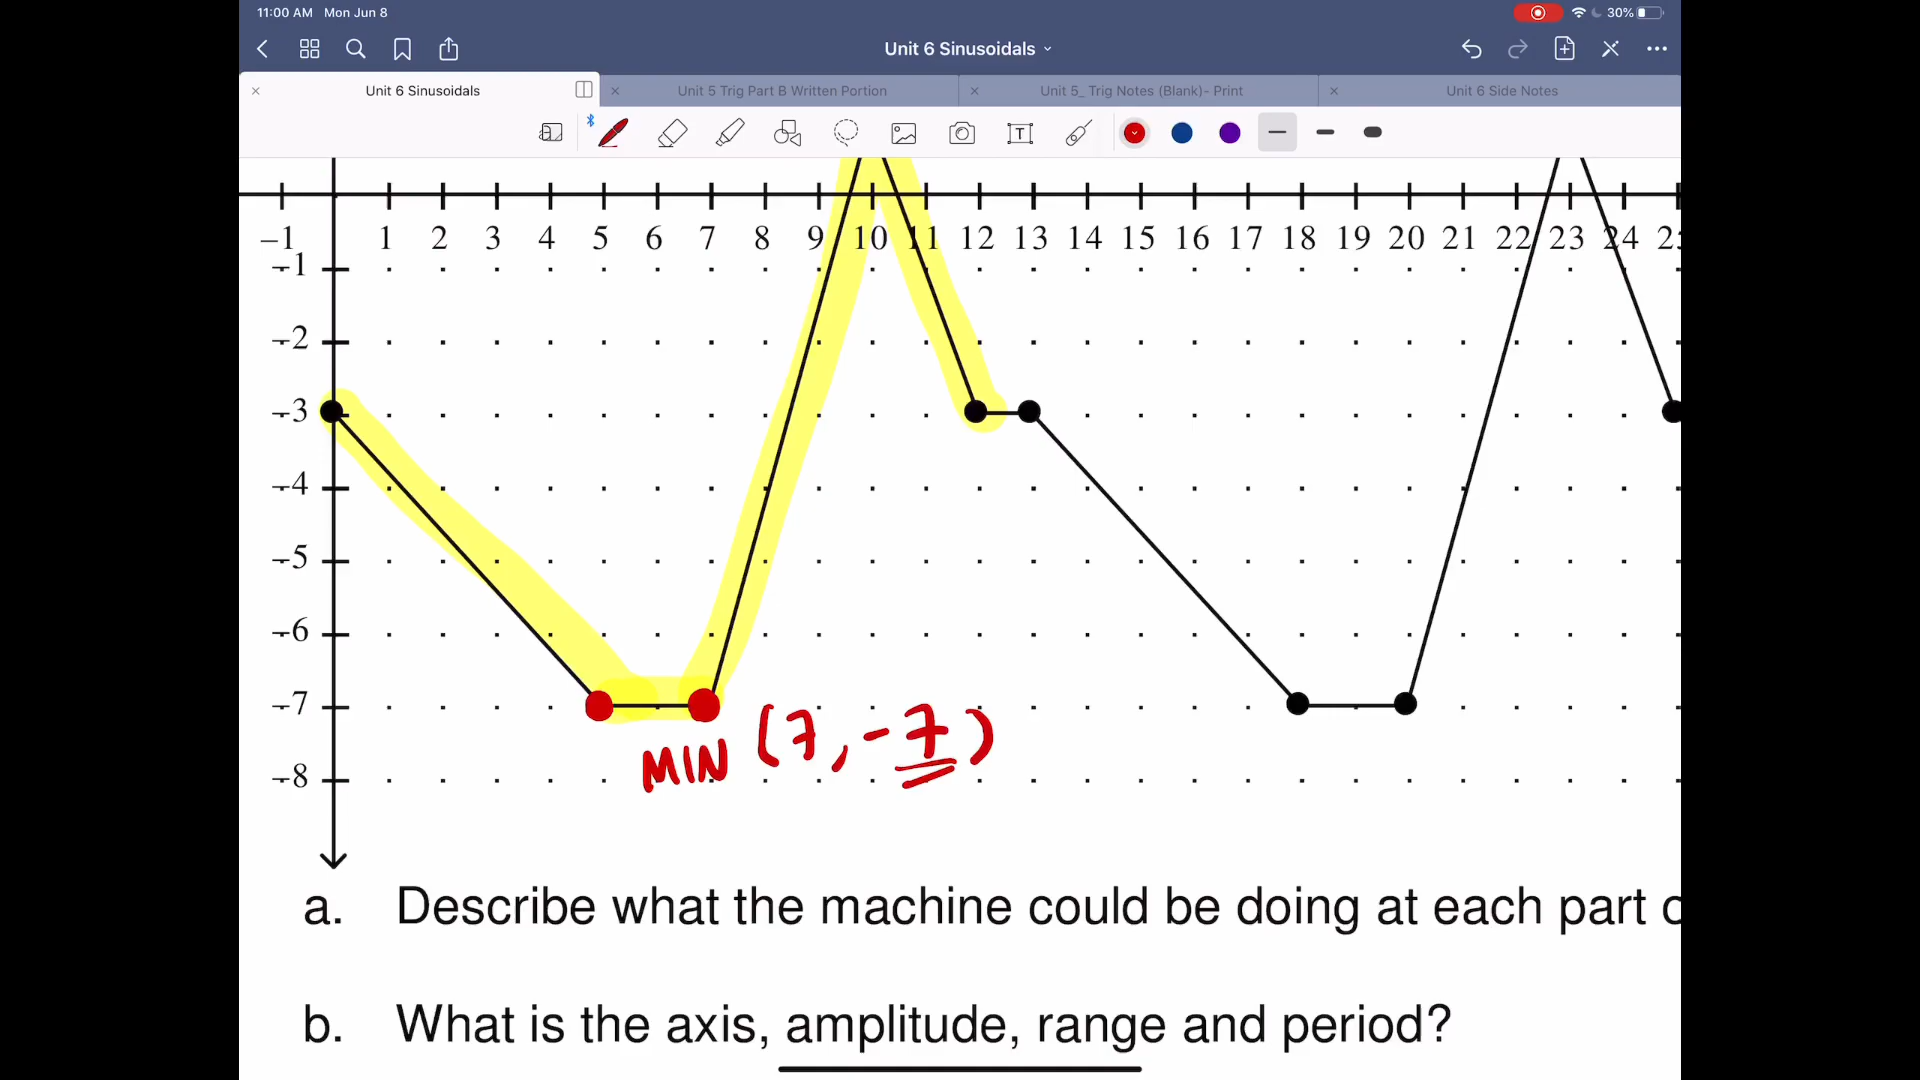 11:00 AM Mon Jun 8
30%
Unit 6 Sinusoidals
Unit 6 Sinusoidals
Unit 5 Trig Part B Written Portion
Unit 5_ Trig Notes (Blank)- Print
Unit 6 Side Notes
T
–1 1 2 3 4 5 6 7 8 9 10 11 12 13 14 15 16 17 18 19 20 21 22 23 24
–1
–2
–3
–4
–5
–6
–7
–8
MIN (7, -7)
a. Describe what the machine could be doing at each part
b. What is the axis, amplitude, range and period?